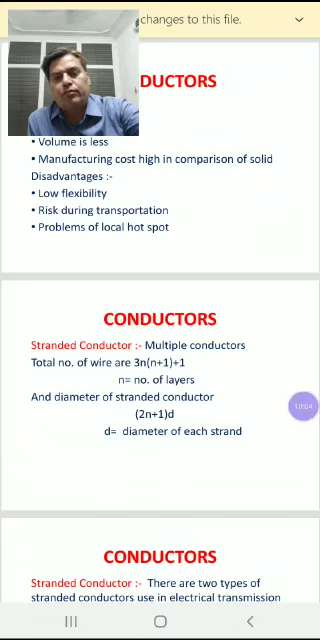 changes to this file.
DUCTORS
• Volume is less
• Manufacturing cost high in comparison of solid
Disadvantages :-
• Low flexibility
• Risk during transportation
• Problems of local hot spot
CONDUCTORS
Stranded Conductor :- Multiple conductors
Total no. of wire are 3n(n+1)+1
n= no. of layers
And diameter of stranded conductor
(2n+1)d
d= diameter of each strand
10:04
CONDUCTORS
Stranded Conductor :- There are two types of
stranded conductors use in electrical transmission